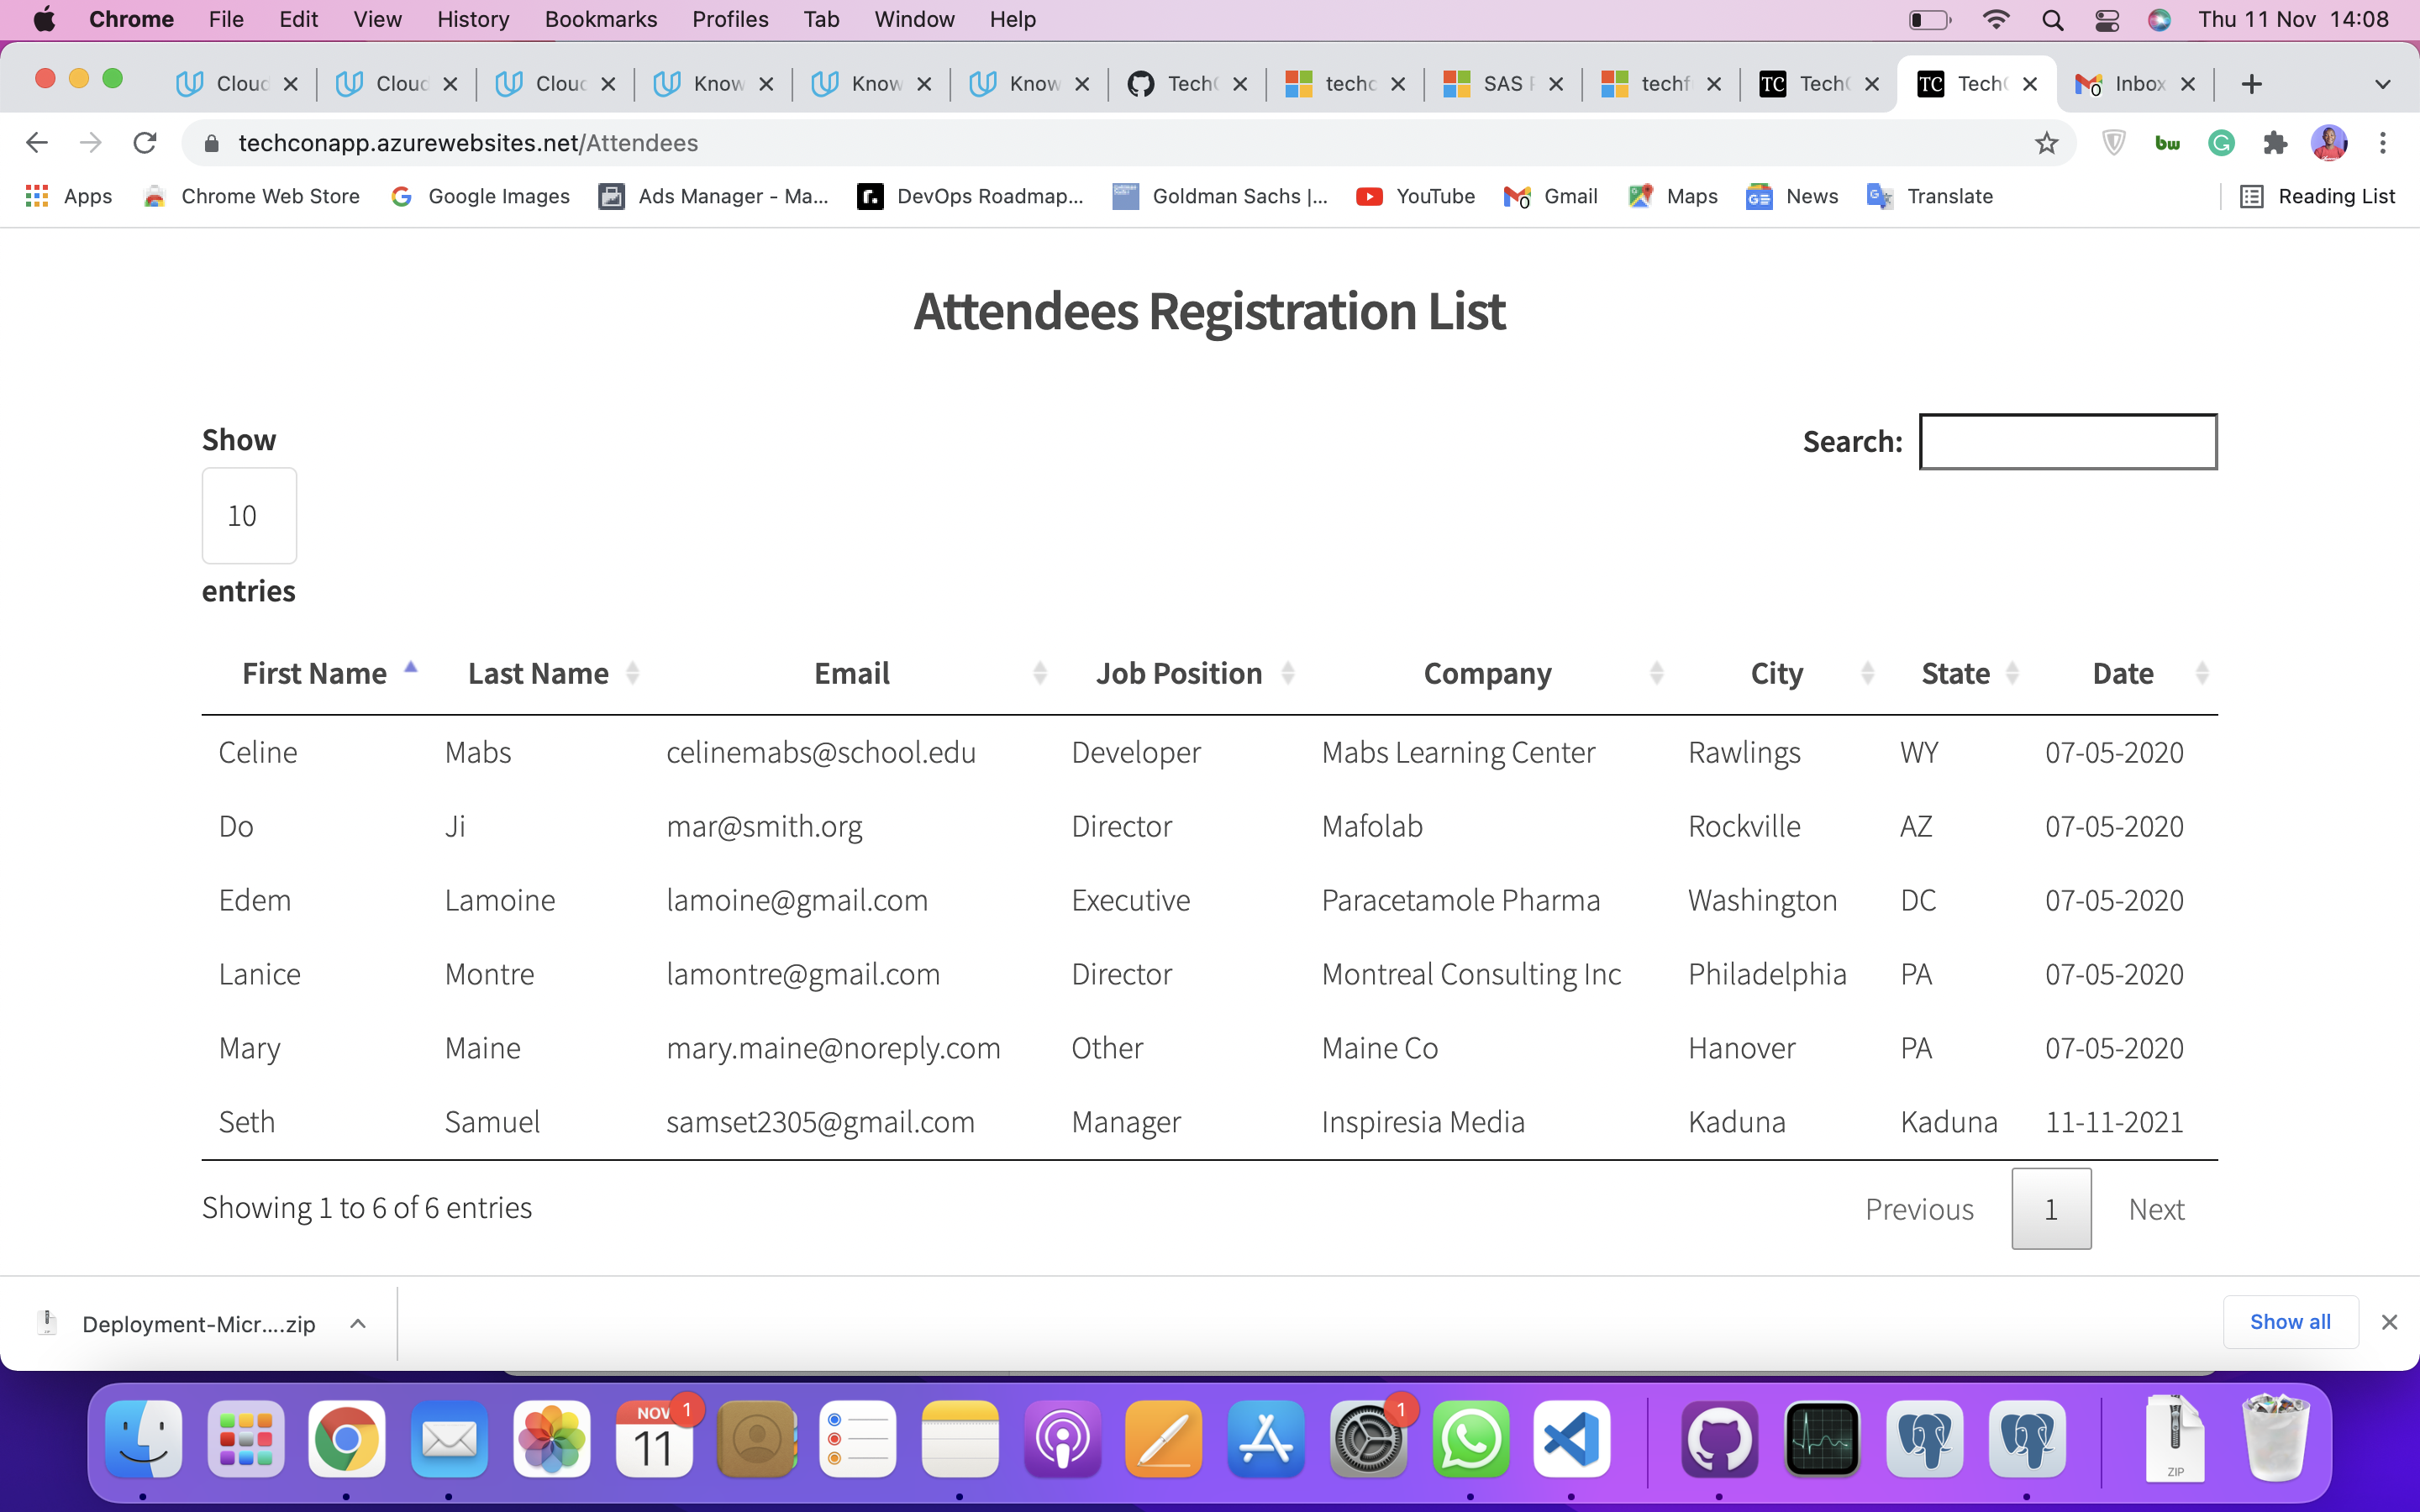 Chrome File Edit View History Bookmarks Profiles Tab Window Help Thu 11 Nov 14:08
Cloud Cloud Cloud Know Know Know Tech techc SAS techf Tech Tech Inbox
techconapp.azurewebsites.net/Attendees
Apps Chrome Web Store Google Images Ads Manager - Ma... DevOps Roadmap... Goldman Sachs |... YouTube Gmail Maps News Translate Reading List
Attendees Registration List
Show
Search:
10
entries
First Name Last Name Email Job Position Company City State Date
Celine Mabs celinemabs@school.edu Developer Mabs Learning Center Rawlings WY 07-05-2020
Do Ji mar@smith.org Director Mafolab Rockville AZ 07-05-2020
Edem Lamoine lamoine@gmail.com Executive Paracetamole Pharma Washington DC 07-05-2020
Lanice Montre lamontre@gmail.com Director Montreal Consulting Inc Philadelphia PA 07-05-2020
Mary Maine mary.maine@noreply.com Other Maine Co Hanover PA 07-05-2020
Seth Samuel samset2305@gmail.com Manager Inspiresia Media Kaduna Kaduna 11-11-2021
Showing 1 to 6 of 6 entries Previous 1 Next
Deployment-Micr....zip Show all
NOV 1
11
1
ZIP